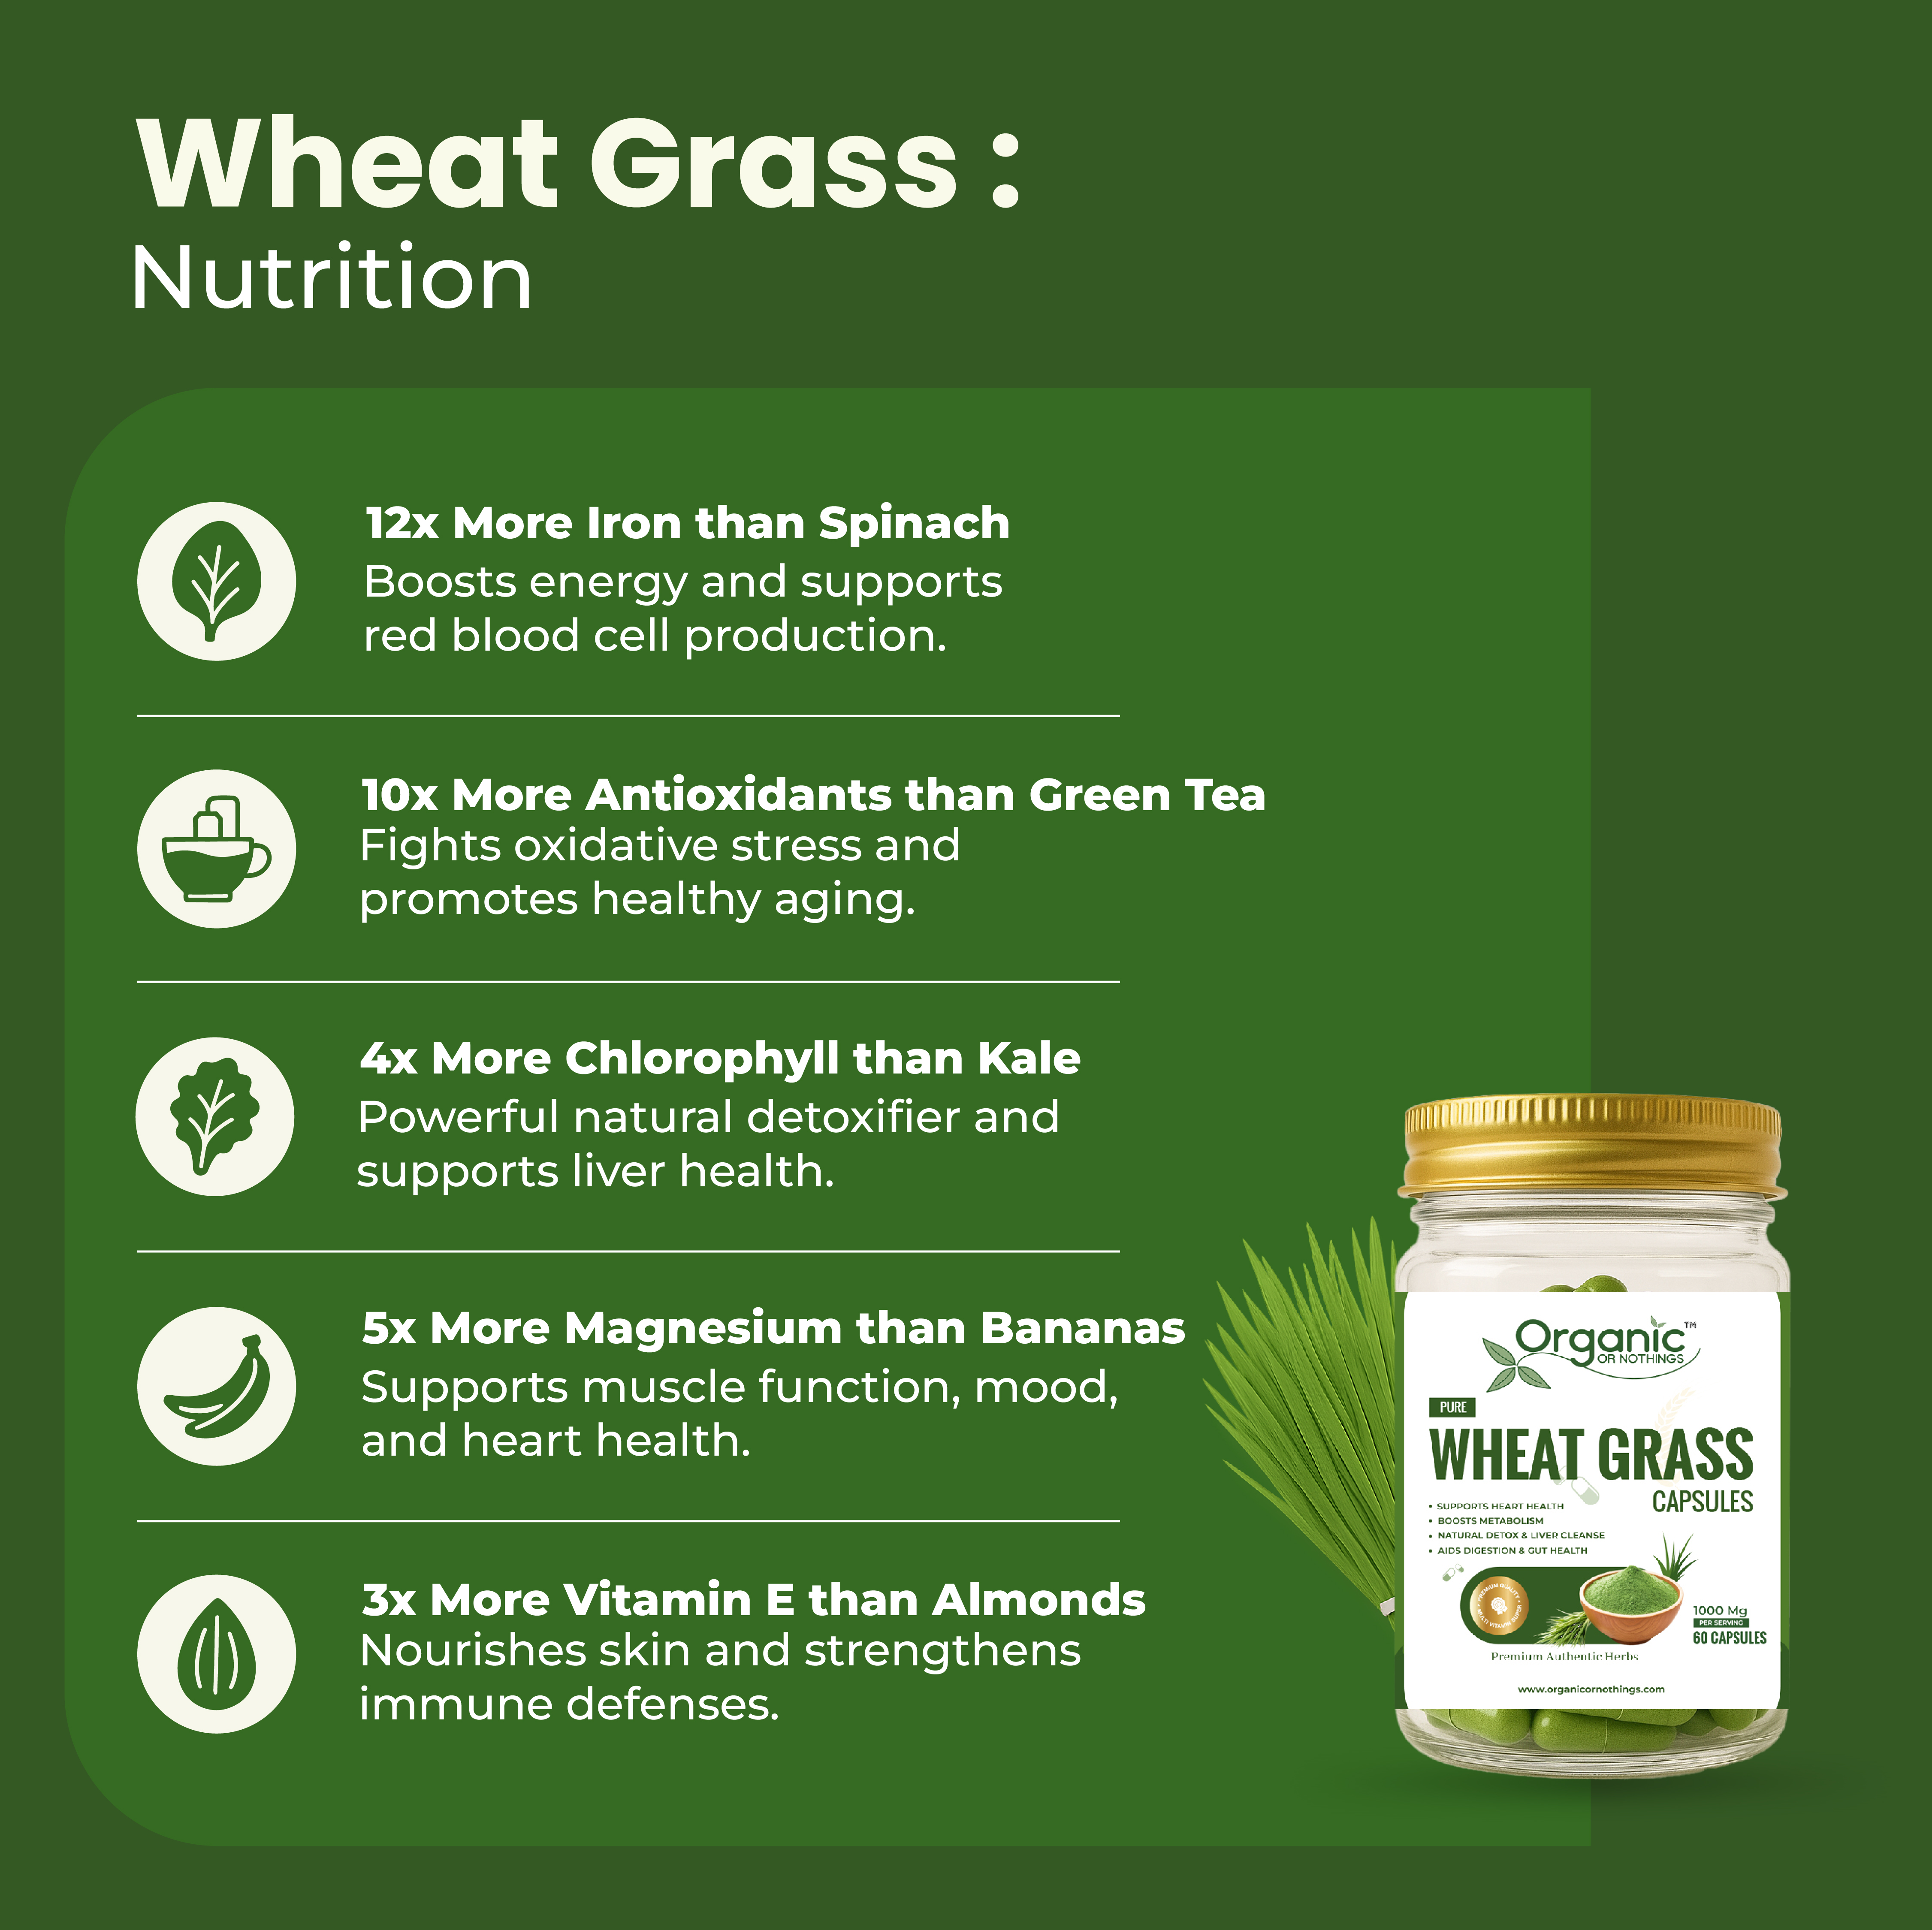 Wheat Grass :
Nutrition
12x More Iron than Spinach
Boosts energy and supports
red blood cell production.
10x More Antioxidants than Green Tea
Fights oxidative stress and
promotes healthy aging.
4x More Chlorophyll than Kale
Powerful natural detoxifier and
supports liver health.
5x More Magnesium than Bananas
Supports muscle function, mood,
and heart health.
3x More Vitamin E than Almonds
Nourishes skin and strengthens
immune defenses.
Organic™
OR NOTHINGS
PURE
WHEAT GRASS
CAPSULES
• SUPPORTS HEART HEALTH
• BOOSTS METABOLISM
• NATURAL DETOX & LIVER CLEANSE
• AIDS DIGESTION & GUT HEALTH
PREMIUM QUALITY
1000 Mg
PER SERVING
60 CAPSULES
Premium Authentic Herbs
www.organicornothings.com